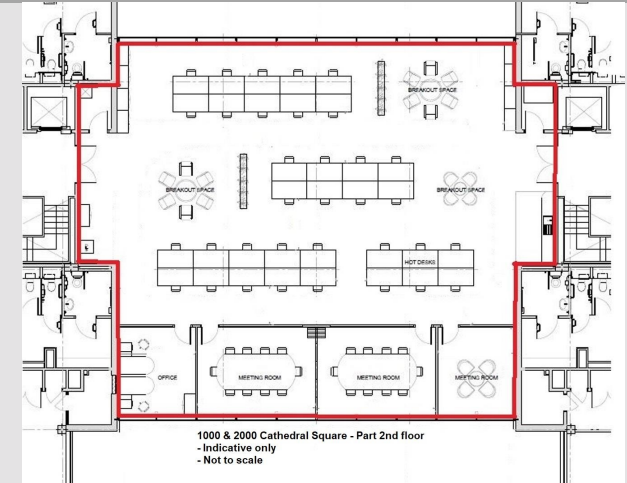 BREAKOUT SPACE
BREAKOUT SPACE
BREAKOUT SPACE
HOT DESKS
OFFICE
MEETING ROOM
MEETING ROOM
MEETING ROOM
1000 & 2000 Cathedral Square - Part 2nd floor
- Indicative only
- Not to scale